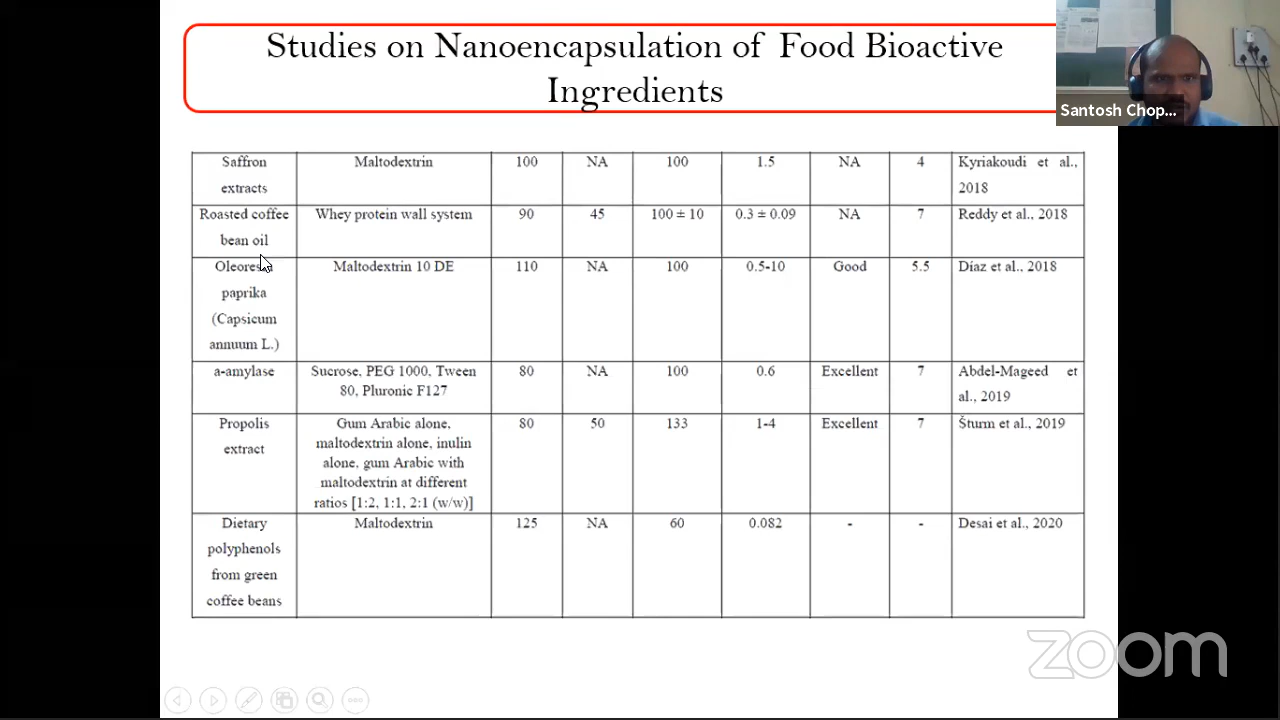 Studies on Nanoencapsulation of Food Bioactive
Ingredients
Santosh Chop...
Saffron extracts | Maltodextrin | 100 | NA | 100 | 1.5 | NA | 4 | Kyriakoudi et al., 2018
Roasted coffee bean oil | Whey protein wall system | 90 | 45 | 100 ± 10 | 0.3 ± 0.09 | NA | 7 | Reddy et al., 2018
Oleoresin paprika (Capsicum annuum L.) | Maltodextrin 10 DE | 110 | NA | 100 | 0.5-10 | Good | 5.5 | Díaz et al., 2018
a-amylase | Sucrose, PEG 1000, Tween 80, Pluronic F127 | 80 | NA | 100 | 0.6 | Excellent | 7 | Abdel-Mageed et al., 2019
Propolis extract | Gum Arabic alone, maltodextrin alone, inulin alone, gum Arabic with maltodextrin at different ratios [1:2, 1:1, 2:1 (w/w)] | 80 | 50 | 133 | 1-4 | Excellent | 7 | Šturm et al., 2019
Dietary polyphenols from green coffee beans | Maltodextrin | 125 | NA | 60 | 0.082 | - | - | Desai et al., 2020
zoom